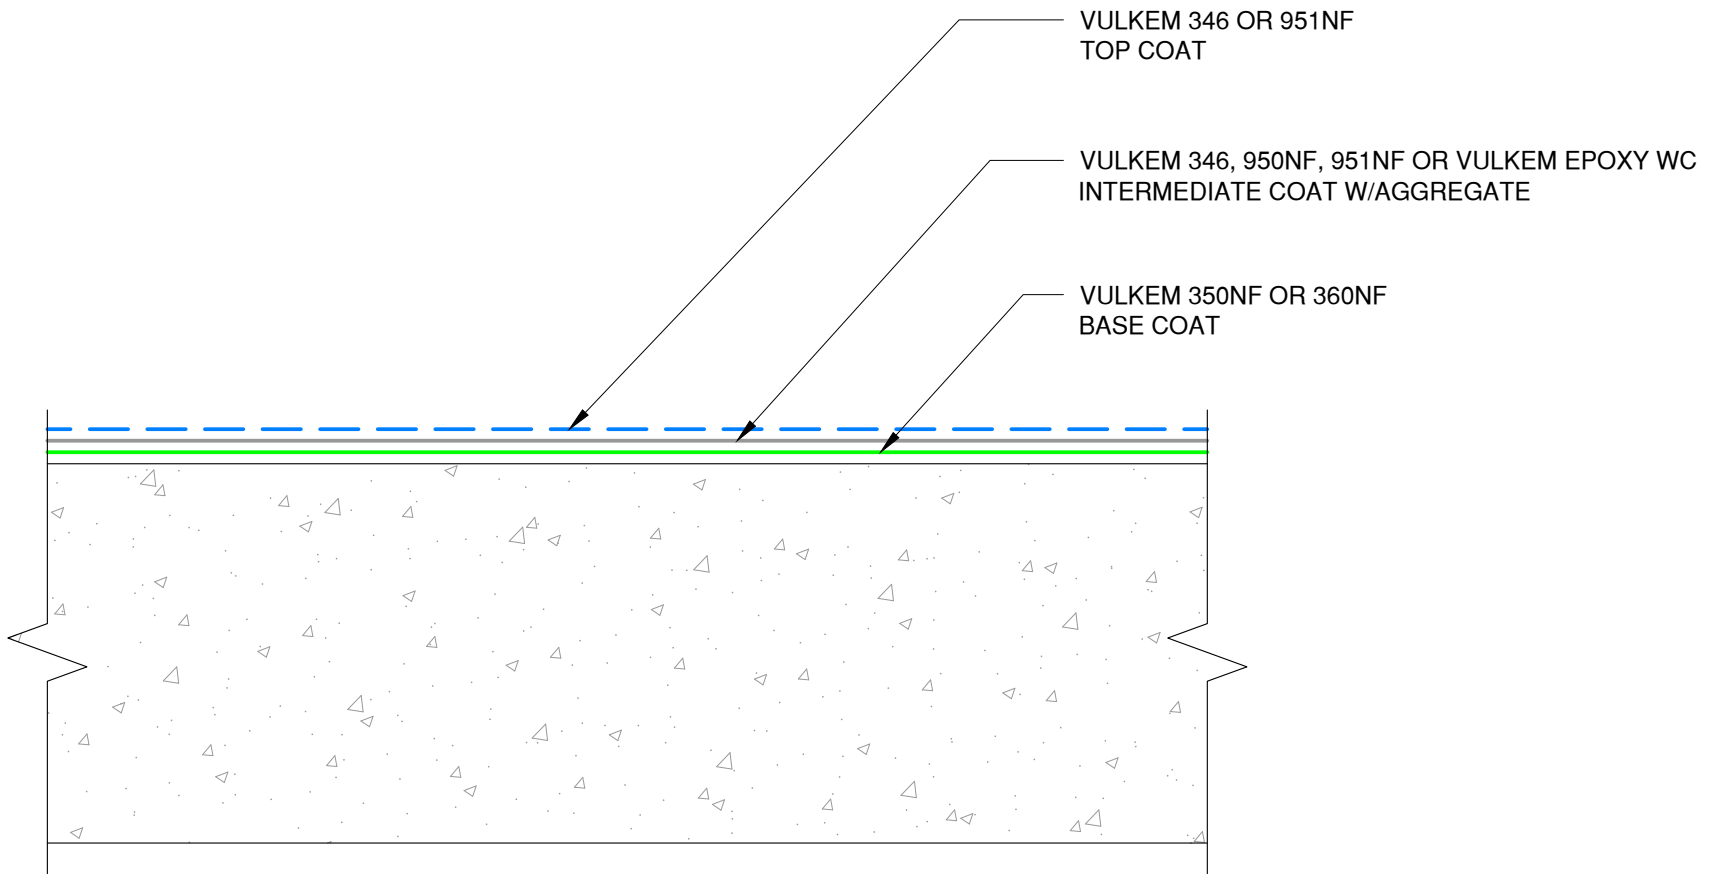 VULKEM 346 OR 951NF
TOP COAT
VULKEM 346, 950NF, 951NF OR VULKEM EPOXY WC
INTERMEDIATE COAT W/AGGREGATE
VULKEM 350NF OR 360NF
BASE COAT